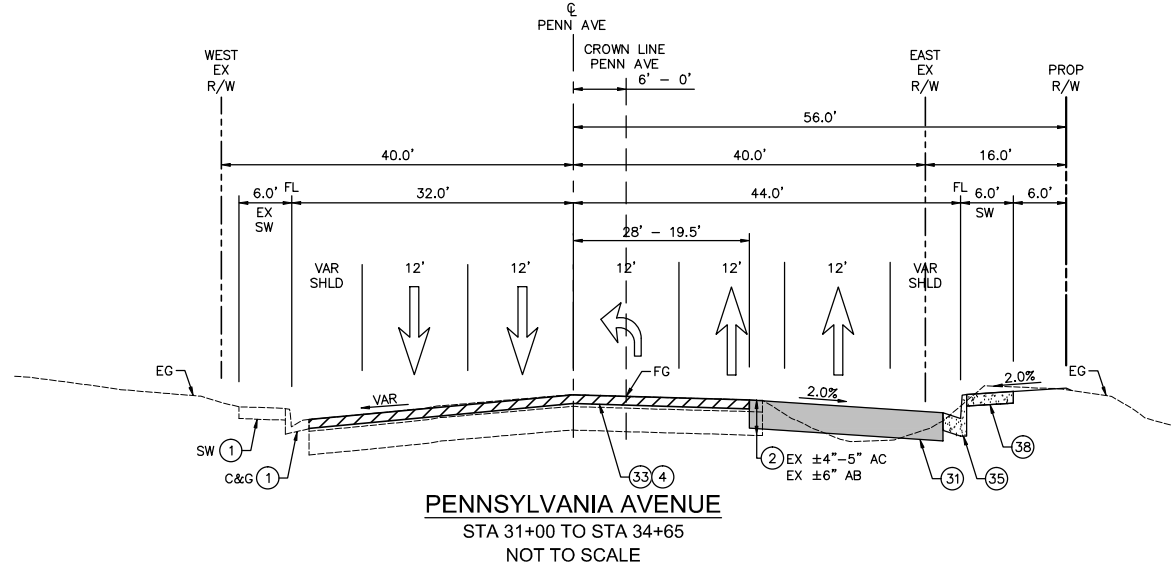 ℄
PENN AVE
CROWN LINE
PENN AVE
6' - 0'
WEST
EX
R/W
EAST
EX
R/W
PROP
R/W
56.0'
40.0'
40.0'
16.0'
6.0'
FL
32.0'
44.0'
FL
6.0'
6.0'
EX
SW
SW
28' - 19.5'
VAR
SHLD
12'
12'
12'
12'
12'
VAR
SHLD
EG
FG
2.0%
EG
VAR
2.0%
SW 1
C&G 1
2 EX ±4"-5" AC
EX ±6" AB
38
33 4
31
35
PENNSYLVANIA AVENUE
STA 31+00 TO STA 34+65
NOT TO SCALE